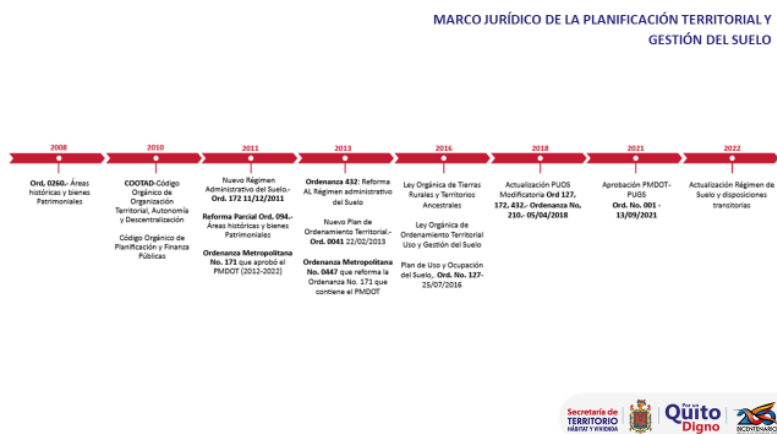 MARCO JURÍDICO DE LA PLANIFICACIÓN TERRITORIAL Y
GESTIÓN DEL SUELO
2008
Ord, 0260.- Áreas
históricas y bienes
Patrimoniales
2010
COOTAD-Código
Orgánico de
Organización
Territorial, Autonomía
y Descentralización
Código Orgánico de
Planificación y Finanza
Públicas
2011
Nuevo Régimen
Administrativo del Suelo.-
Ord. 172 11/12/2011
Reforma Parcial Ord, 094.-
Áreas históricas y bienes
Patrimoniales
Ordenanza Metropolitana
No. 171 que aprobó el
PMDOT (2012-2022)
2013
Ordenanza 432: Reforma
AL Régimen administrativo
del Suelo
Nuevo Plan de
Ordenamiento Territorial.-
Ord. 0041 22/02/2013
Ordenanza Metropolitana
No. 0447 que reforma la
Ordenanza No. 171 que
contiene el PMDOT
2016
Ley Orgánica de Tierras
Rurales y Territorios
Ancestrales
Ley Orgánica de
Ordenamiento Territorial
Uso y Gestión del Suelo
Plan de Uso y Ocupación
del Suelo,. Ord. No. 127-
25/07/2016
2018
Actualización PUOS
Modificatoria Ord 127,
172, 432.- Ordenanza No,
210.- 05/04/2018
2021
Aprobación PMDOT-
PUGS
Ord. No. 001 -
13/09/2021
2022
Actualización Régimen de
Suelo y disposiciones
transitorias
Secretaría de
TERRITORIO
HÁBITAT Y VIVIENDA
Por un
Quito
Digno
BICENTENARIO